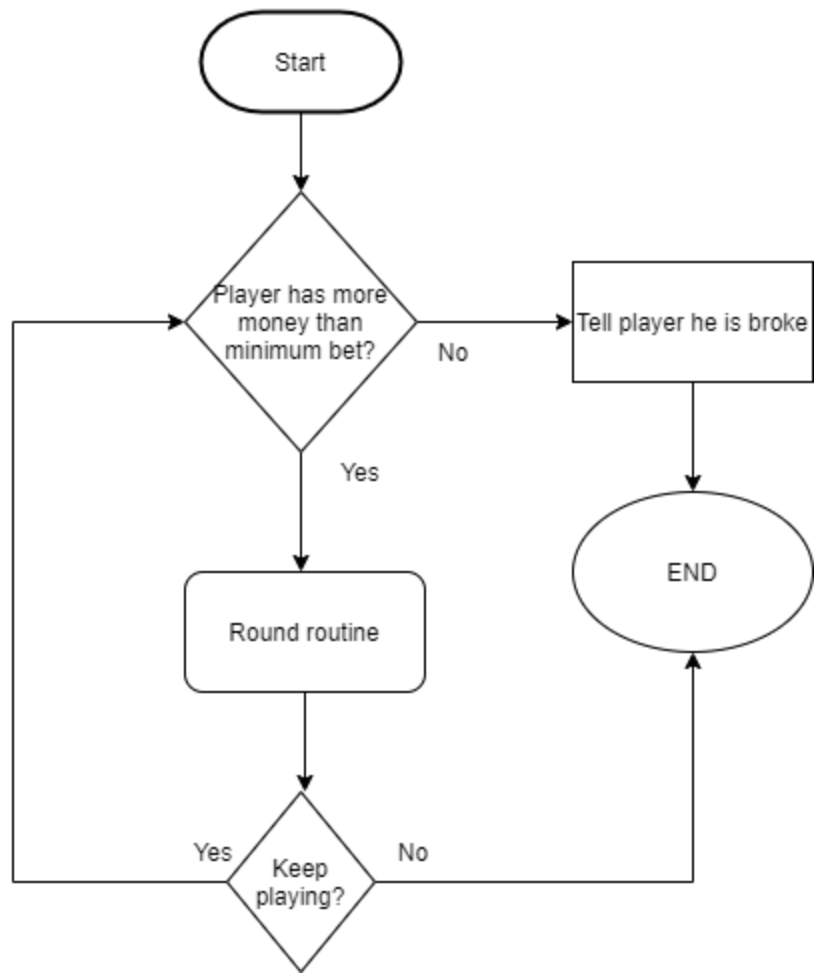 Start
Player has more
money than
minimum bet?
No
Tell player he is broke
Yes
END
Round routine
Yes
No
Keep
playing?